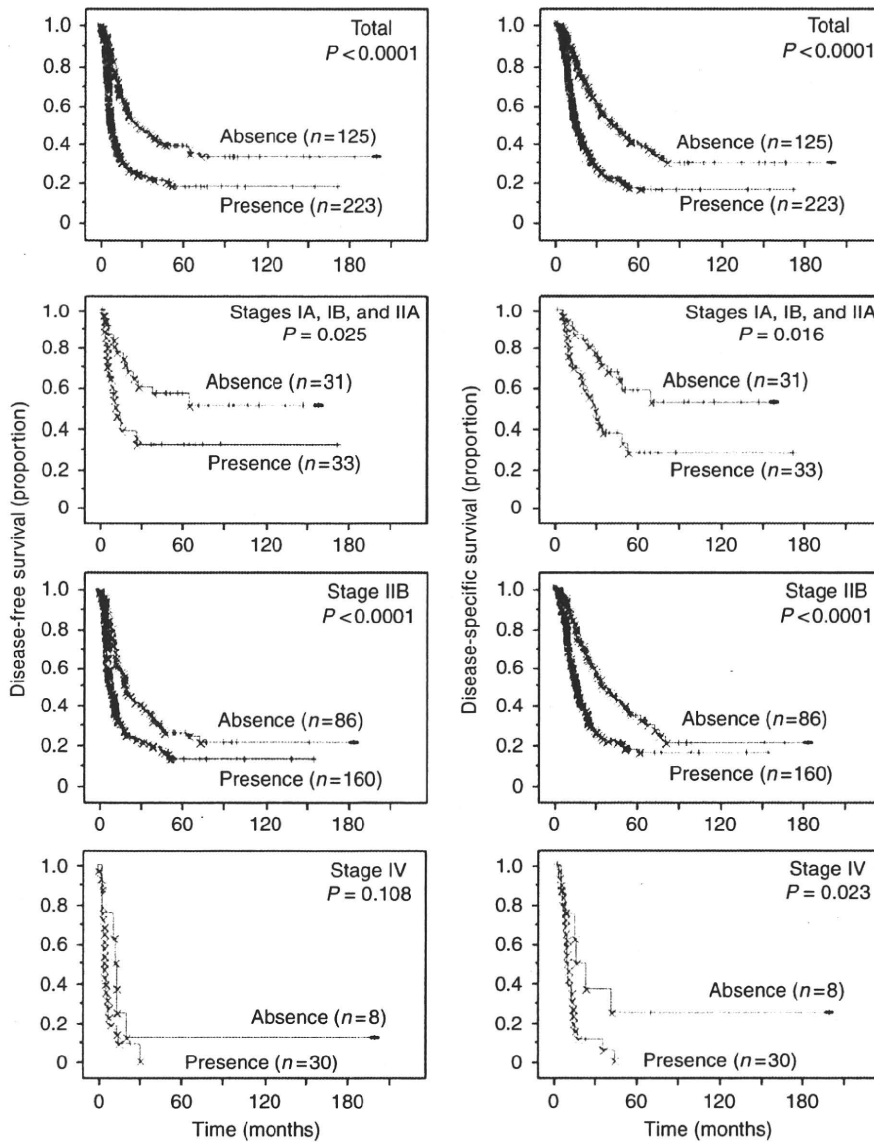 Disease-free survival (proportion)
1.0
0.8
0.6
0.4
0.2
0
Total
P<0.0001
Absence (n=125)
Presence (n=223)
0 60 120 180
1.0
0.8
0.6
0.4
0.2
0
Stages IA, IB, and IIA
P = 0.025
Absence (n=31)
Presence (n=33)
0 60 120 180
1.0
0.8
0.6
0.4
0.2
0
Stage IIB
P<0.0001
Absence (n=86)
Presence (n=160)
0 60 120 180
1.0
0.8
0.6
0.4
0.2
0
Stage IV
P = 0.108
Absence (n=8)
Presence (n=30)
0 60 120 180
Time (months)
Disease-specific survival (proportion)
1.0
0.8
0.6
0.4
0.2
0
Total
P<0.0001
Absence (n=125)
Presence (n=223)
0 60 120 180
1.0
0.8
0.6
0.4
0.2
0
Stages IA, IB, and IIA
P = 0.016
Absence (n=31)
Presence (n=33)
0 60 120 180
1.0
0.8
0.6
0.4
0.2
0
Stage IIB
P<0.0001
Absence (n=86)
Presence (n=160)
0 60 120 180
1.0
0.8
0.6
0.4
0.2
0
Stage IV
P = 0.023
Absence (n=8)
Presence (n=30)
0 60 120 180
Time (months)